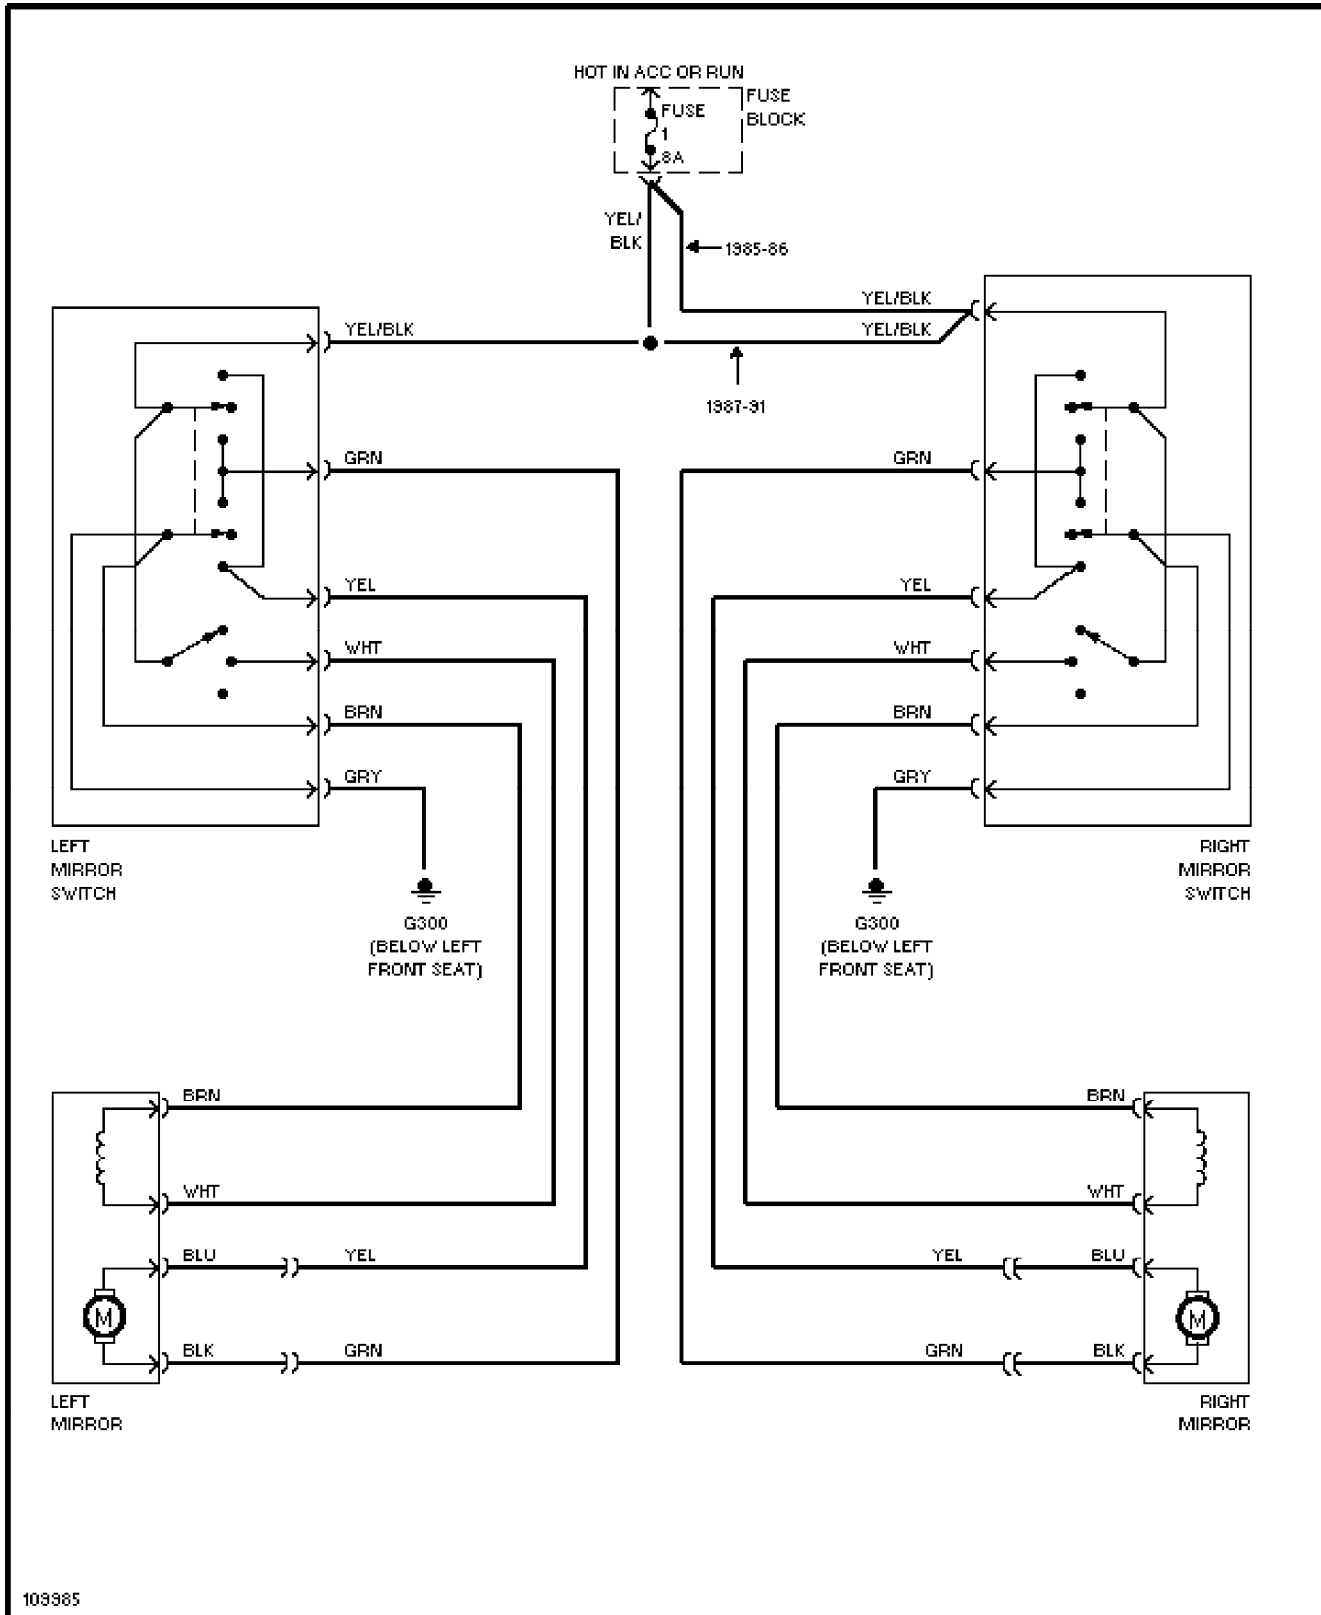 HOT IN ACC OR RUN
FUSE
1
8A
FUSE
BLOCK
YEL/
BLK
1985-86
YEL/BLK
YEL/BLK
YEL/BLK
1987-91
GRN
GRN
YEL
YEL
WHT
WHT
BRN
BRN
GRY
GRY
LEFT
MIRROR
SWITCH
RIGHT
MIRROR
SWITCH
G300
(BELOW LEFT
FRONT SEAT)
G300
(BELOW LEFT
FRONT SEAT)
BRN
BRN
WHT
WHT
BLU
YEL
YEL
BLU
M
M
BLK
GRN
GRN
BLK
LEFT
MIRROR
RIGHT
MIRROR
109985